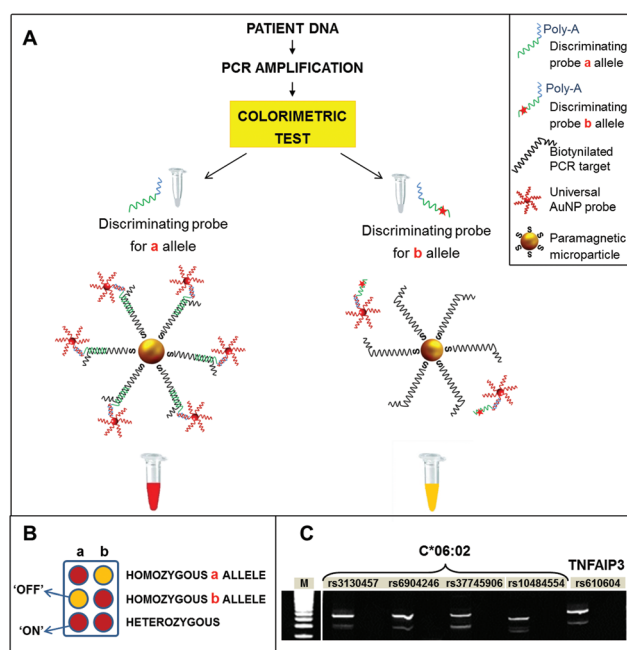 A
PATIENT DNA
PCR AMPLIFICATION
COLORIMETRIC
TEST
Discriminating probe
for a allele
Discriminating probe
for b allele
S
S
S
S
S
S
S
S
S
S
S
S
Poly-A
Discriminating
probe a allele
Poly-A
Discriminating
probe b allele
Biotynilated
PCR target
Universal
AuNP probe
S
S
S
S
S
S
Paramagnetic
microparticle
B
a b
'OFF'
'ON'
HOMOZYGOUS a ALLELE
HOMOZYGOUS b ALLELE
HETEROZYGOUS
C
C*06:02
TNFAIP3
M rs3130457 rs6904246 rs37745906 rs10484554 rs610604